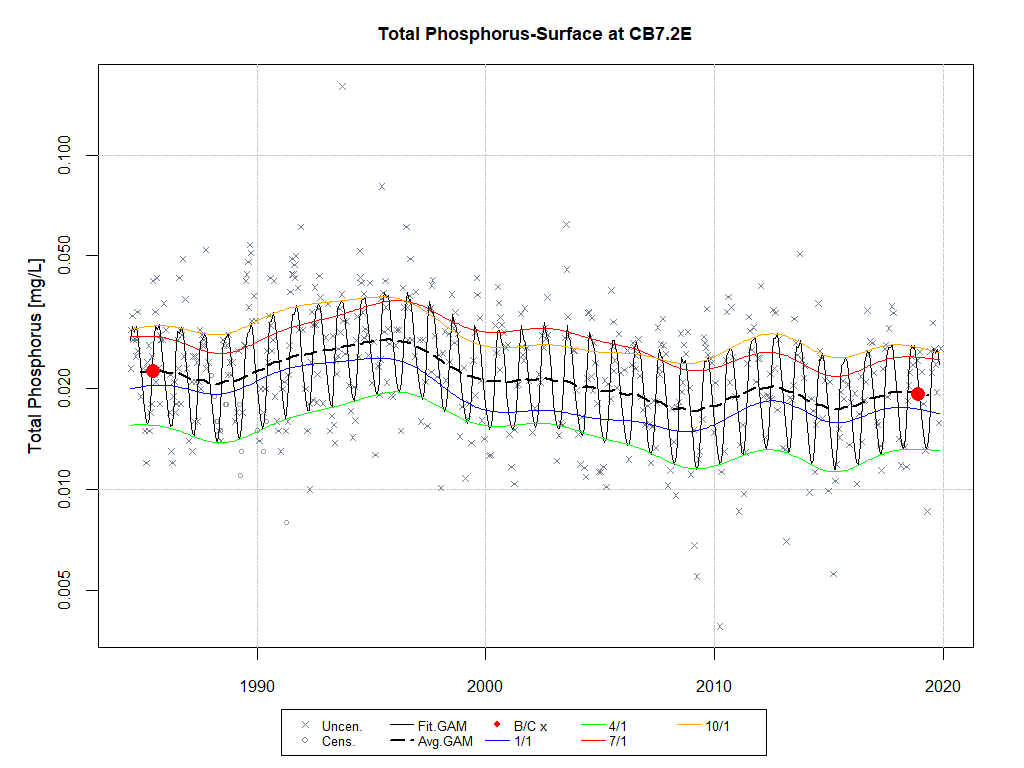 Total Phosphorus-Surface at CB7.2E
Total Phosphorus [mg/L]
0.100
0.050
0.020
0.010
0.005
1990 2000 2010 2020
Uncen. Fit.GAM B/C x 4/1 10/1
Cens. Avg.GAM 1/1 7/1